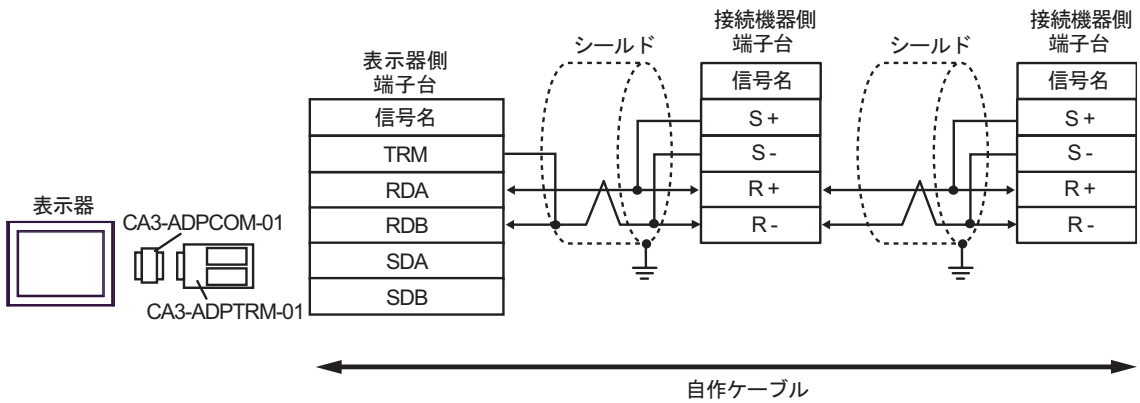 表示器
CA3-ADPCOM-01
CA3-ADPTRM-01
表示器側
端子台
信号名
TRM
RDA
RDB
SDA
SDB
シールド
接続機器側
端子台
信号名
S +
S -
R +
R -
シールド
接続機器側
端子台
信号名
S +
S -
R +
R -
自作ケーブル